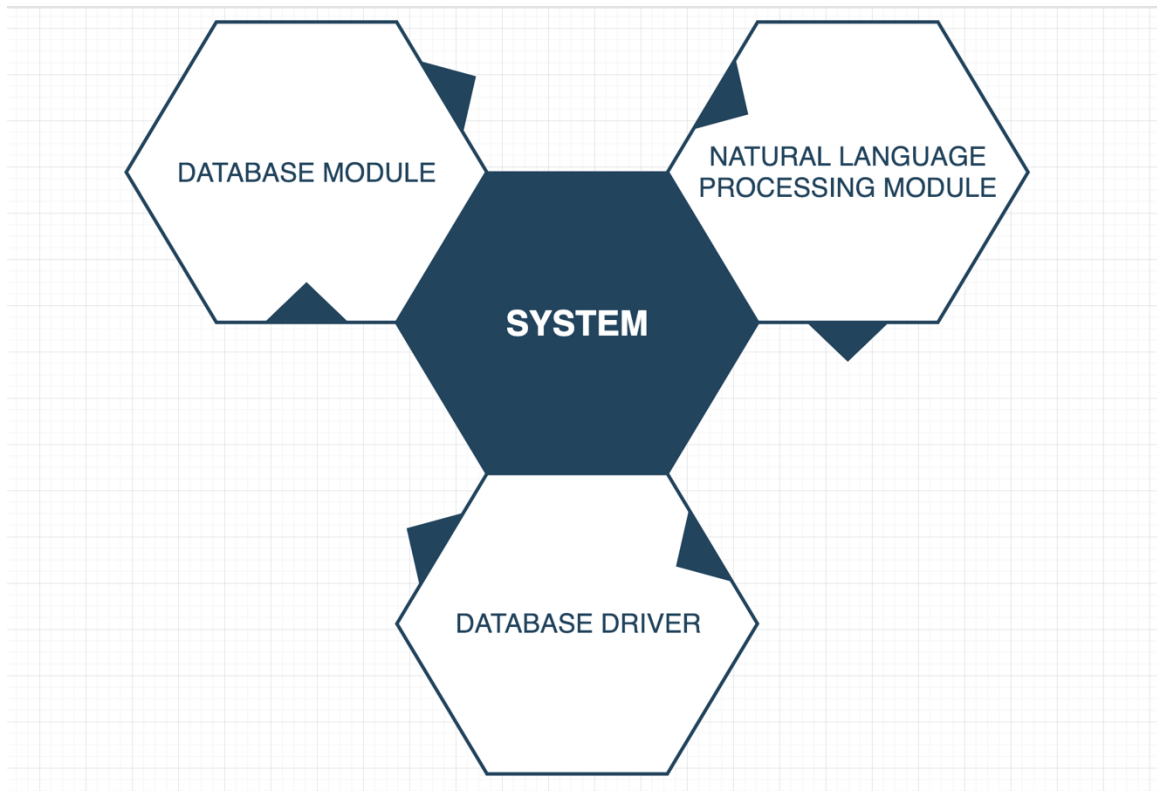 DATABASE MODULE
NATURAL LANGUAGE
PROCESSING MODULE
SYSTEM
DATABASE DRIVER